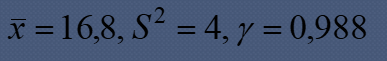 x̄ = 16,8, S² = 4, γ = 0,988